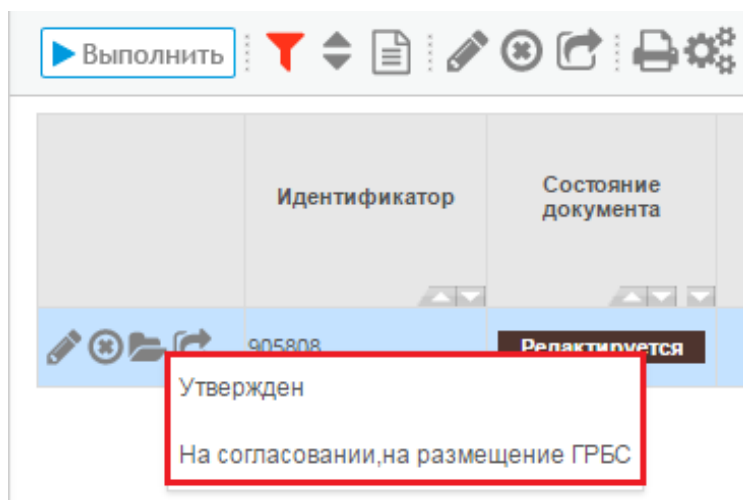 Выполнить
Идентификатор
Состояние
документа
905808
Редактируется
Утвержден
На согласовании,на размещение ГРБС